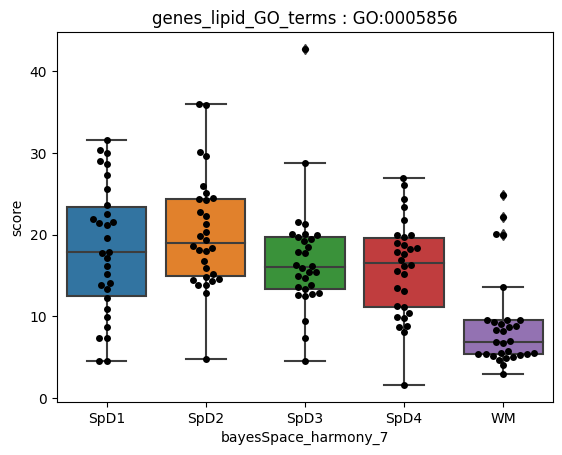 genes_lipid_GO_terms : GO:0005856
40
30
20
10
0
score
SpD1 SpD2 SpD3 SpD4 WM
bayesSpace_harmony_7